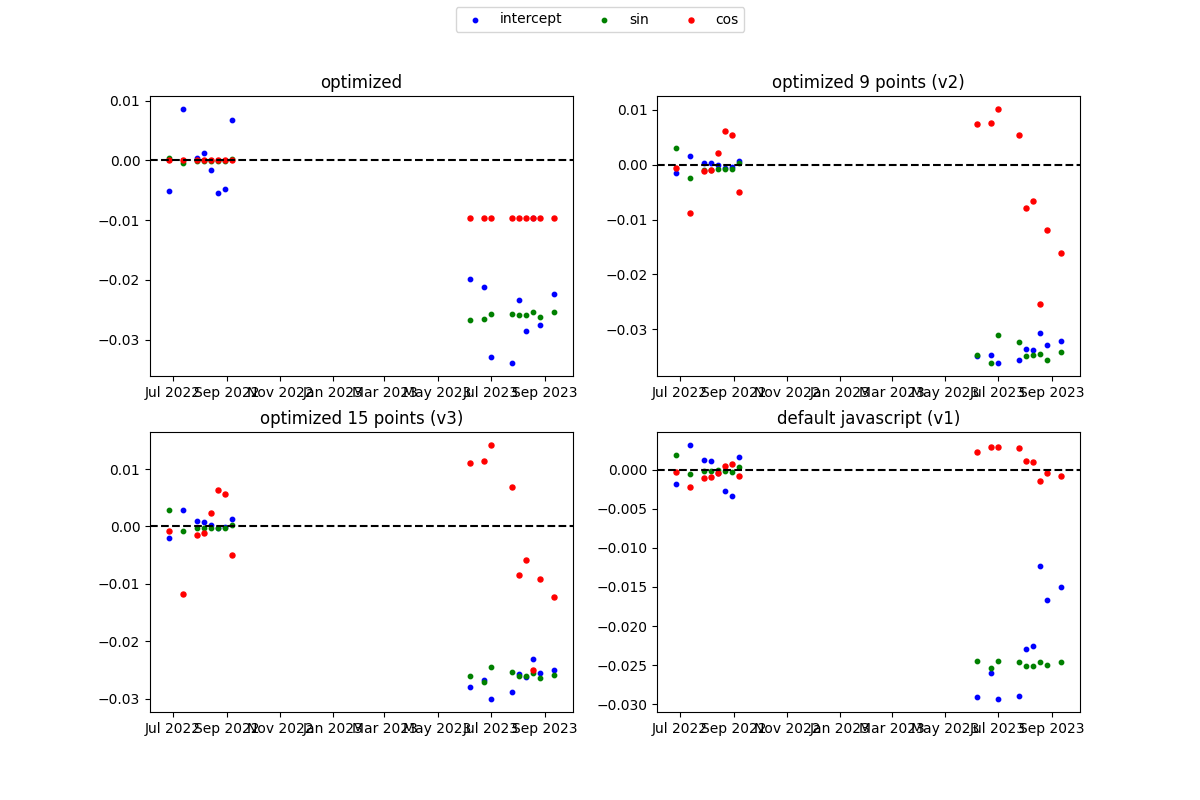 intercept sin cos
optimized
0.01
0.00
−0.01
−0.02
−0.03
Jul 2022 Sep 2022 Nov 2022 Jan 2023 Mar 2023 May 2023 Jul 2023 Sep 2023
optimized 9 points (v2)
0.01
0.00
−0.01
−0.02
−0.03
Jul 2022 Sep 2022 Nov 2022 Jan 2023 Mar 2023 May 2023 Jul 2023 Sep 2023
optimized 15 points (v3)
0.01
0.00
−0.01
−0.02
−0.03
Jul 2022 Sep 2022 Nov 2022 Jan 2023 Mar 2023 May 2023 Jul 2023 Sep 2023
default javascript (v1)
0.000
−0.005
−0.010
−0.015
−0.020
−0.025
−0.030
Jul 2022 Sep 2022 Nov 2022 Jan 2023 Mar 2023 May 2023 Jul 2023 Sep 2023